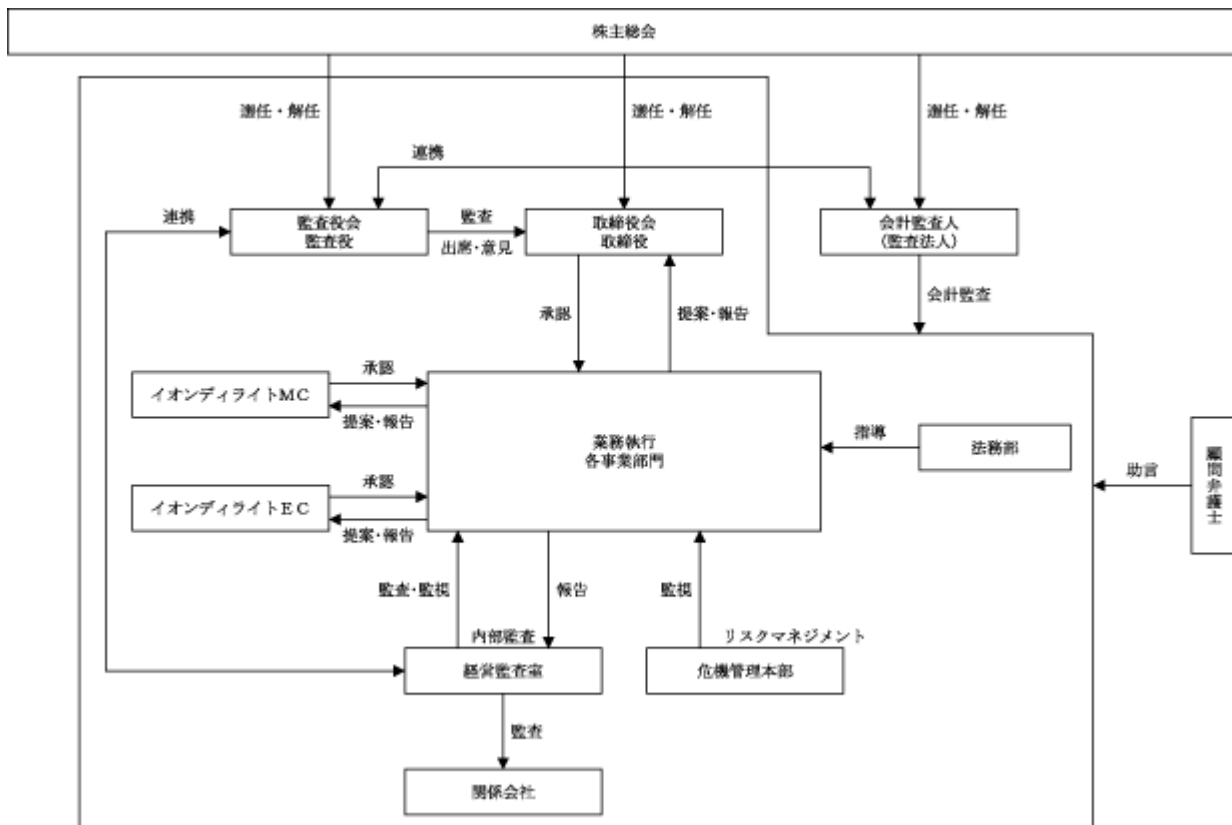 株主総会
選任・解任
選任・解任
選任・解任
連携
連携
監査役会
監査役
監査
出席・意見
取締役会
取締役
会計監査人
(監査法人)
会計監査
承認
提案・報告
イオンディライトMC
承認
提案・報告
業務執行
各事業部門
指導
法務部
助言
顧問弁護士
イオンディライトEC
承認
提案・報告
監査・監視
報告
監視
内部監査
リスクマネジメント
経営監査室
危機管理本部
監査
関係会社